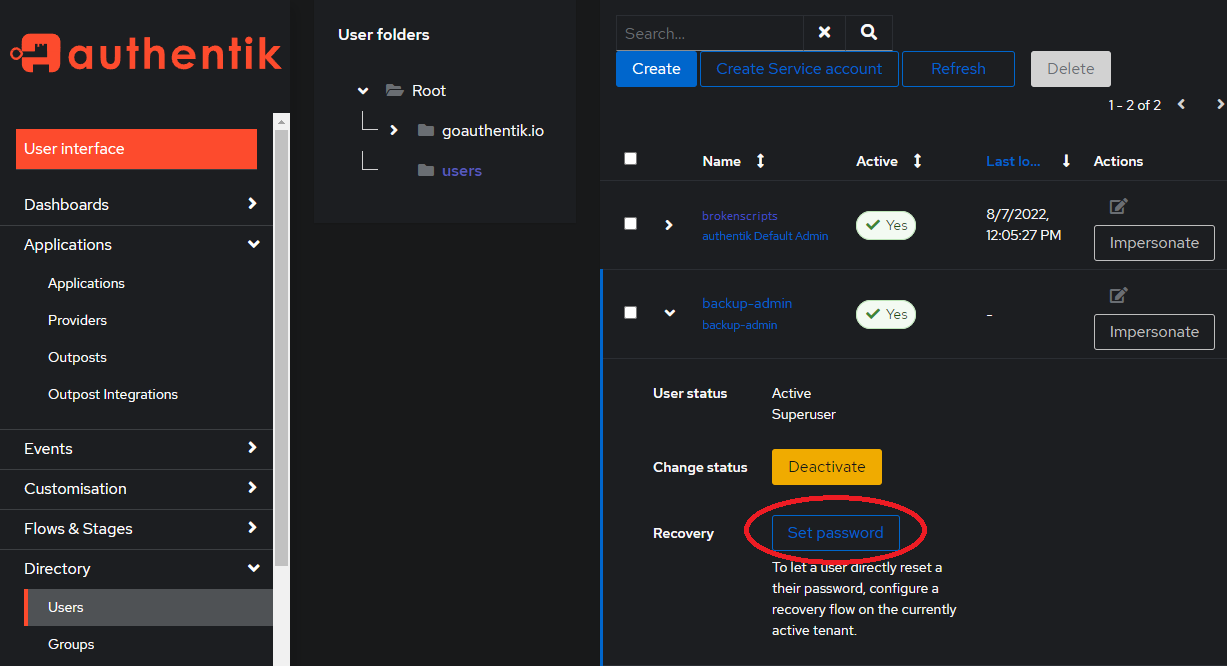 authentik
User interface
Dashboards
Applications
Applications
Providers
Outposts
Outpost Integrations
Events
Customisation
Flows & Stages
Directory
Users
Groups
User folders
Root
goauthentik.io
users
Search...
Create
Create Service account
Refresh
Delete
1 - 2 of 2
Name
Active
Last lo...
Actions
brokenscripts
authentik Default Admin
Yes
8/7/2022,
12:05:27 PM
Impersonate
backup-admin
backup-admin
Yes
-
Impersonate
User status
Active
Superuser
Change status
Deactivate
Recovery
Set password
To let a user directly reset a
their password, configure a
recovery flow on the currently
active tenant.